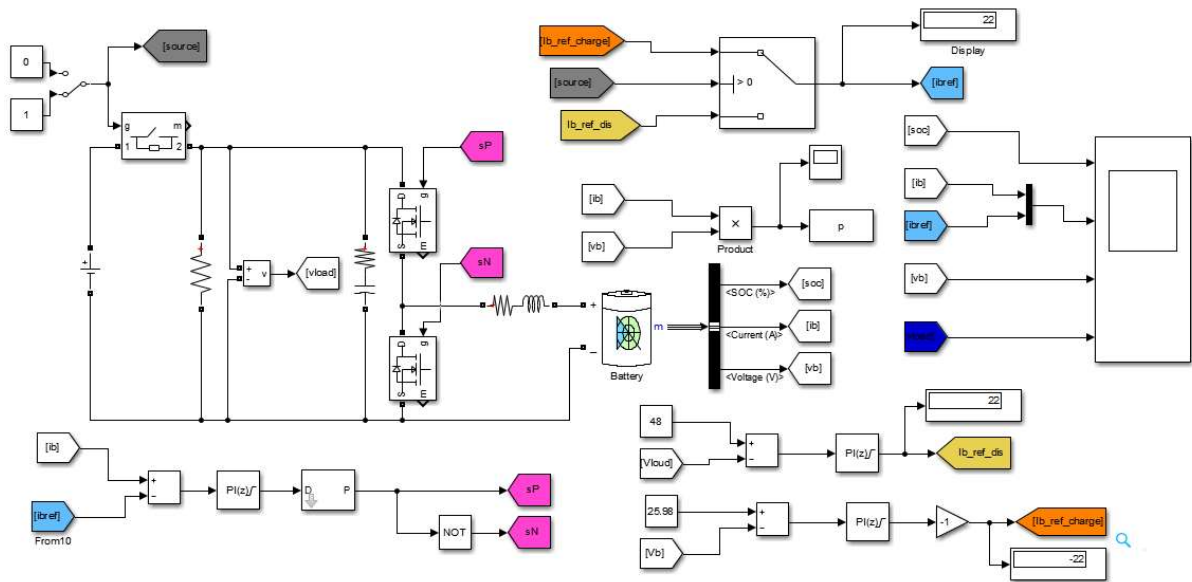 0
1
[source]
g
m
1
2
+
+
+
-
v
[vload]
+
D
g
S
m
sP
sN
D
g
S
m
+
+
−
m
Battery
[Ib_ref_charge]
[source]
Ib_ref_dis
> 0
22
Display
[ibref]
[ib]
[vb]
×
Product
p
<SOC (%)>
<Current (A)>
<Voltage (V)>
[soc]
[ib]
[vb]
[soc]
[ib]
[ibref]
[vb]
[ib]
[ibref]
From10
+
−
PI(z)
D
P
NOT
sP
sN
48
[Vloud]
+
−
PI(z)
22
Ib_ref_dis
25.98
[Vb]
+
−
PI(z)
-1
[Ib_ref_charge]
-22